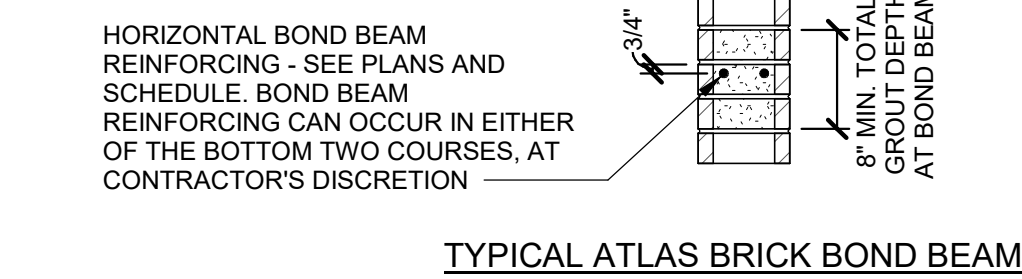 HORIZONTAL BOND BEAM
REINFORCING - SEE PLANS AND
SCHEDULE. BOND BEAM
REINFORCING CAN OCCUR IN EITHER
OF THE BOTTOM TWO COURSES, AT
CONTRACTOR'S DISCRETION
3/4"
8" MIN. TOTAL
GROUT DEPTH
AT BOND BEAM
TYPICAL ATLAS BRICK BOND BEAM